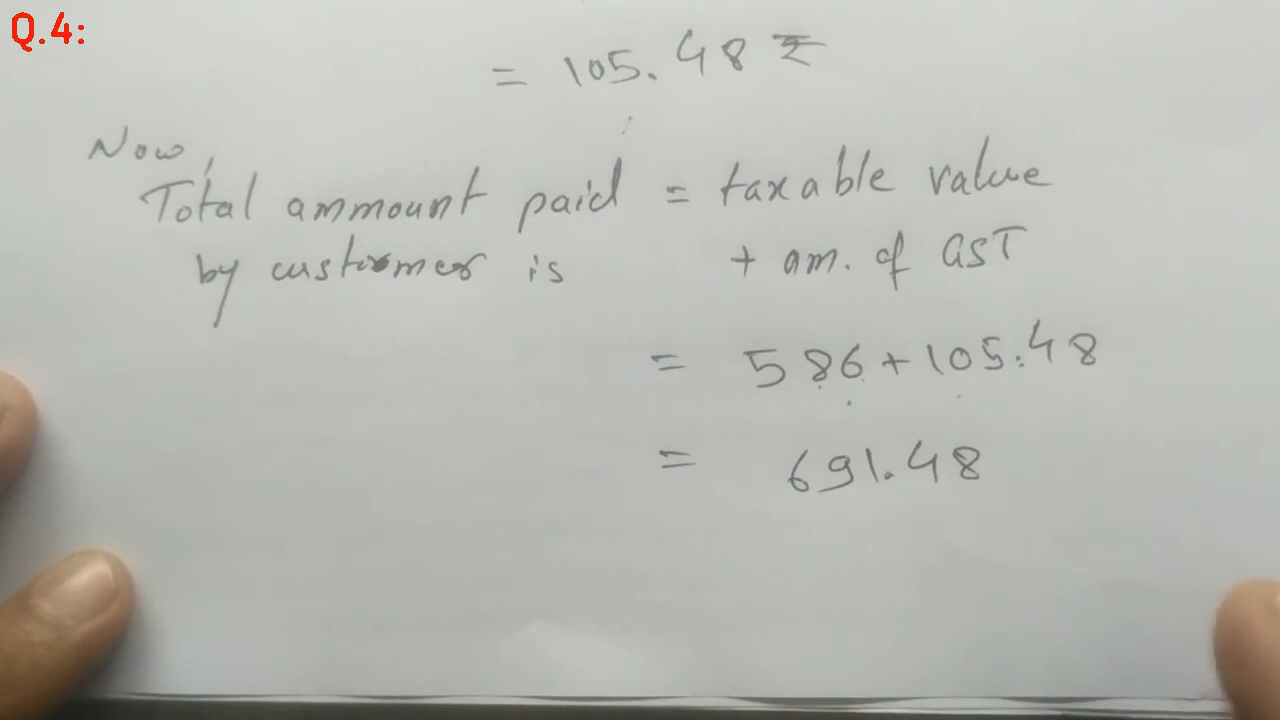 Q.4:
= 105.48 ₹
Now,
Total ammount paid = taxable value
by custormer is + am. of GST
= 586+105.48
= 691.48